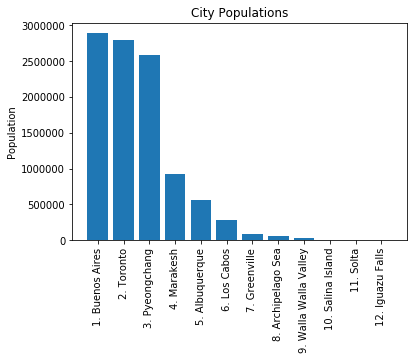 City Populations
Population
3000000
2500000
2000000
1500000
1000000
500000
0
1. Buenos Aires
2. Toronto
3. Pyeongchang
4. Marakesh
5. Albuquerque
6. Los Cabos
7. Greenville
8. Archipelago Sea
9. Walla Walla Valley
10. Salina Island
11. Solta
12. Iguazu Falls